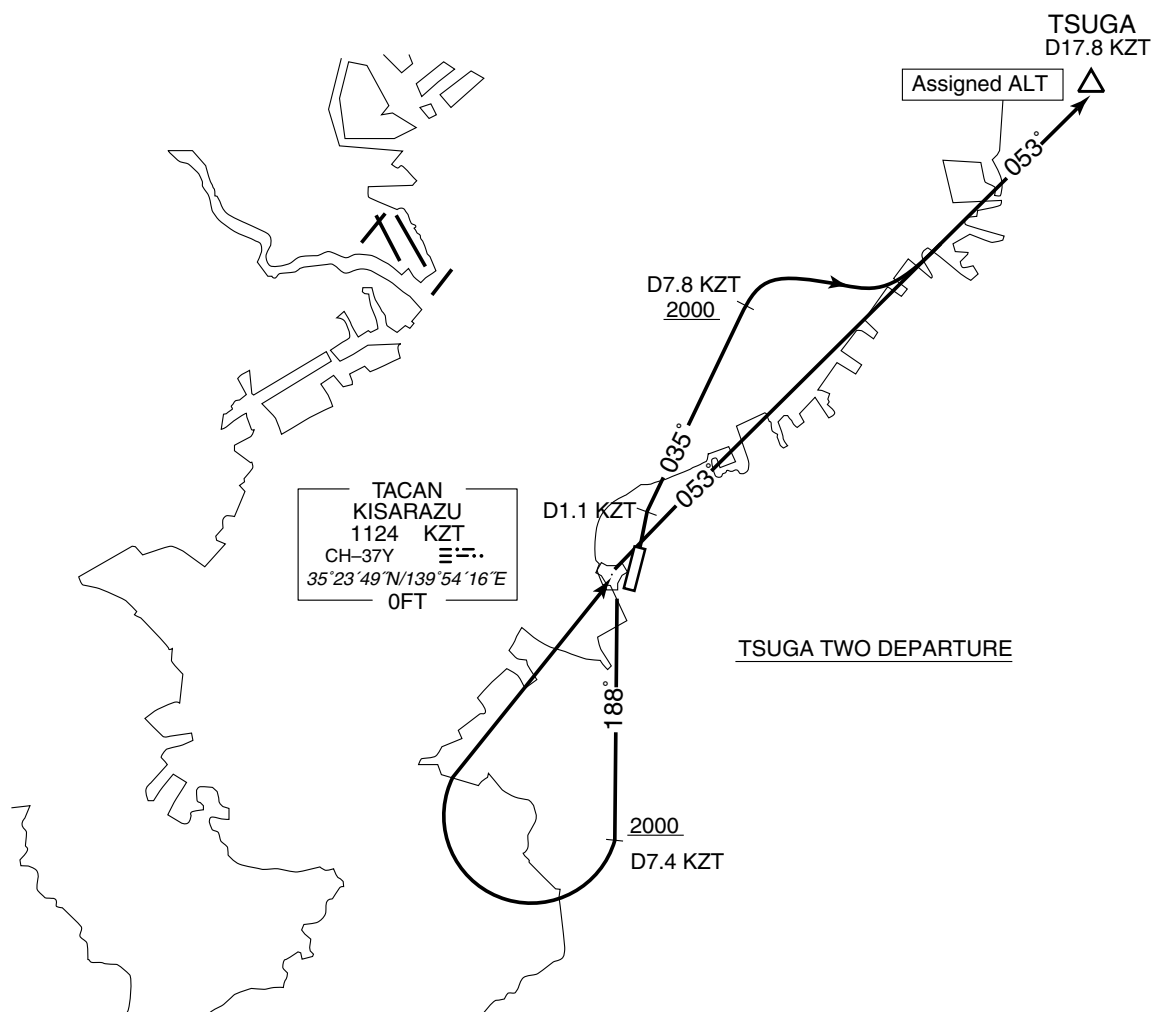 TSUGA
D17.8 KZT
Assigned ALT
053°
D7.8 KZT
2000
035°
053°
D1.1 KZT
TACAN
KISARAZU
1124 KZT
CH–37Y
35°23´49˝N/139°54´16˝E
0FT
TSUGA TWO DEPARTURE
188°
2000
D7.4 KZT